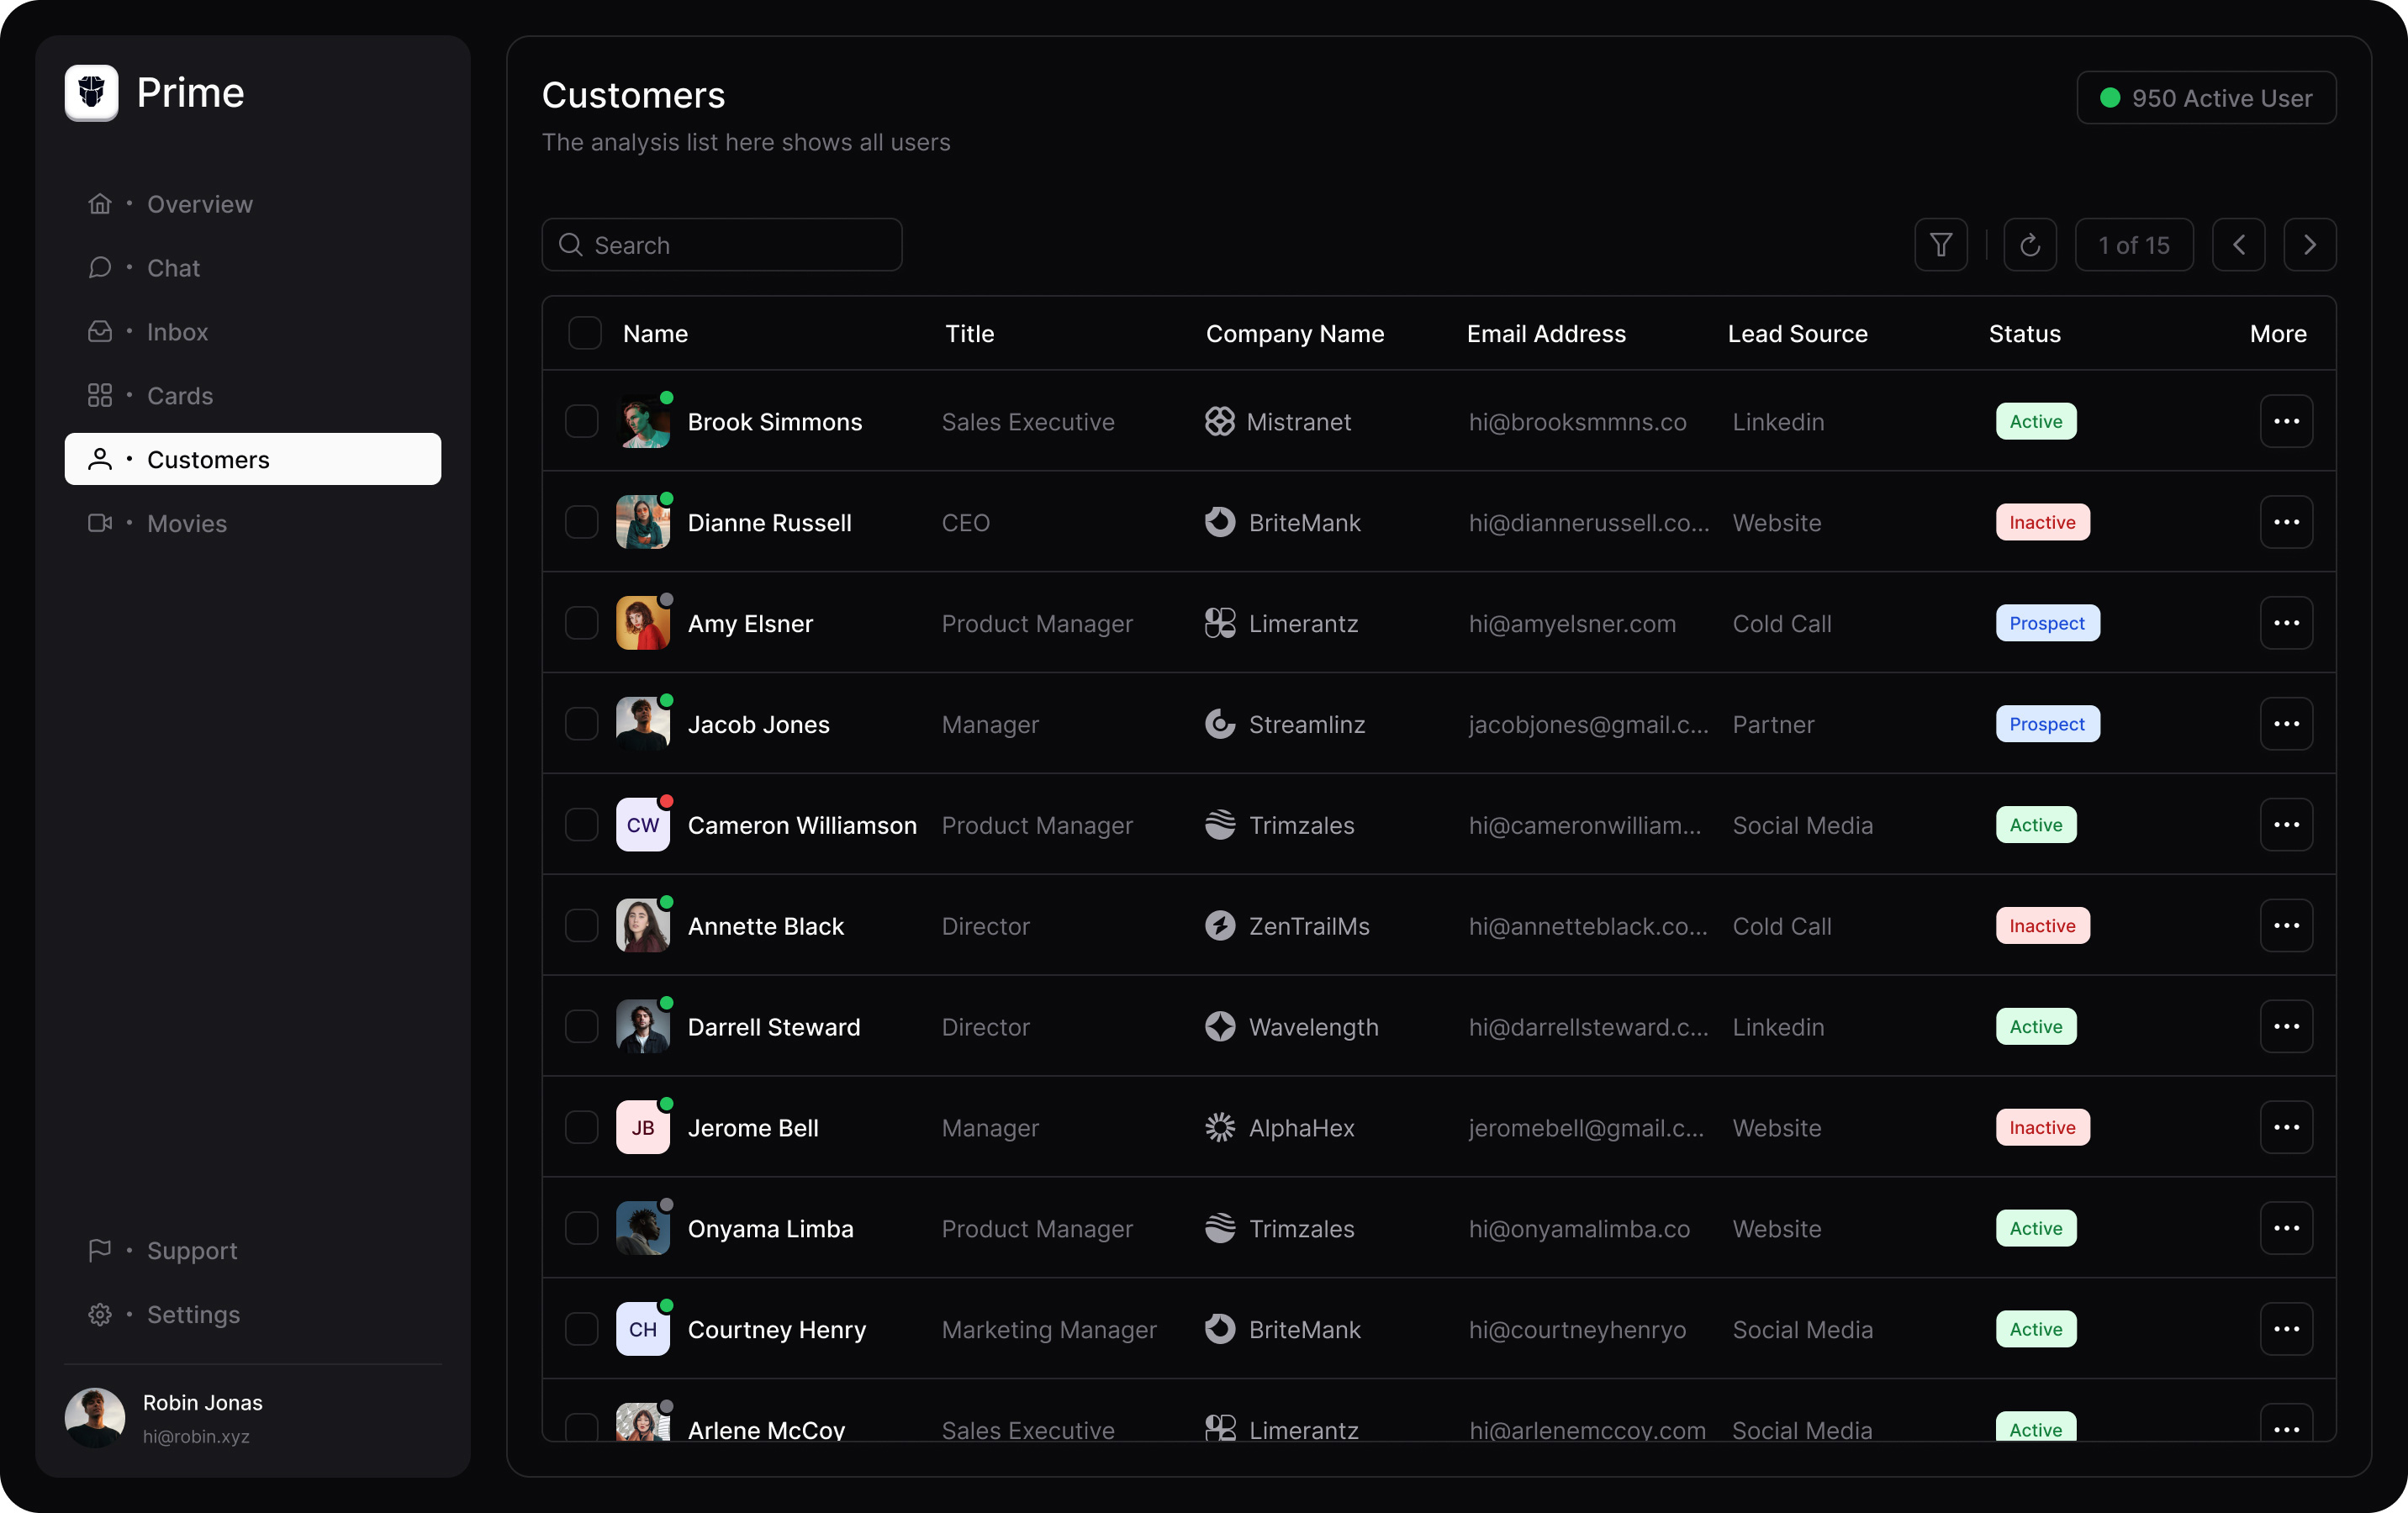 Prime
Overview
Chat
Inbox
Cards
Customers
Movies
Support
Settings
Robin Jonas
hi@robin.xyz
Customers
The analysis list here shows all users
950 Active User
Search
1 of 15
Name Title Company Name Email Address Lead Source Status More
Brook Simmons Sales Executive Mistranet hi@brooksmmns.co Linkedin Active
Dianne Russell CEO BriteMank hi@diannerussell.co... Website Inactive
Amy Elsner Product Manager Limerantz hi@amyelsner.com Cold Call Prospect
Jacob Jones Manager Streamlinz jacobjones@gmail.c... Partner Prospect
CW Cameron Williamson Product Manager Trimzales hi@cameronwilliam... Social Media Active
Annette Black Director ZenTrailMs hi@annetteblack.co... Cold Call Inactive
Darrell Steward Director Wavelength hi@darrellsteward.c... Linkedin Active
JB Jerome Bell Manager AlphaHex jeromebell@gmail.c... Website Inactive
Onyama Limba Product Manager Trimzales hi@onyamalimba.co Website Active
CH Courtney Henry Marketing Manager BriteMank hi@courtneyhenryo Social Media Active
Arlene McCoy Sales Executive Limerantz hi@arlenemccoy.com Social Media Active